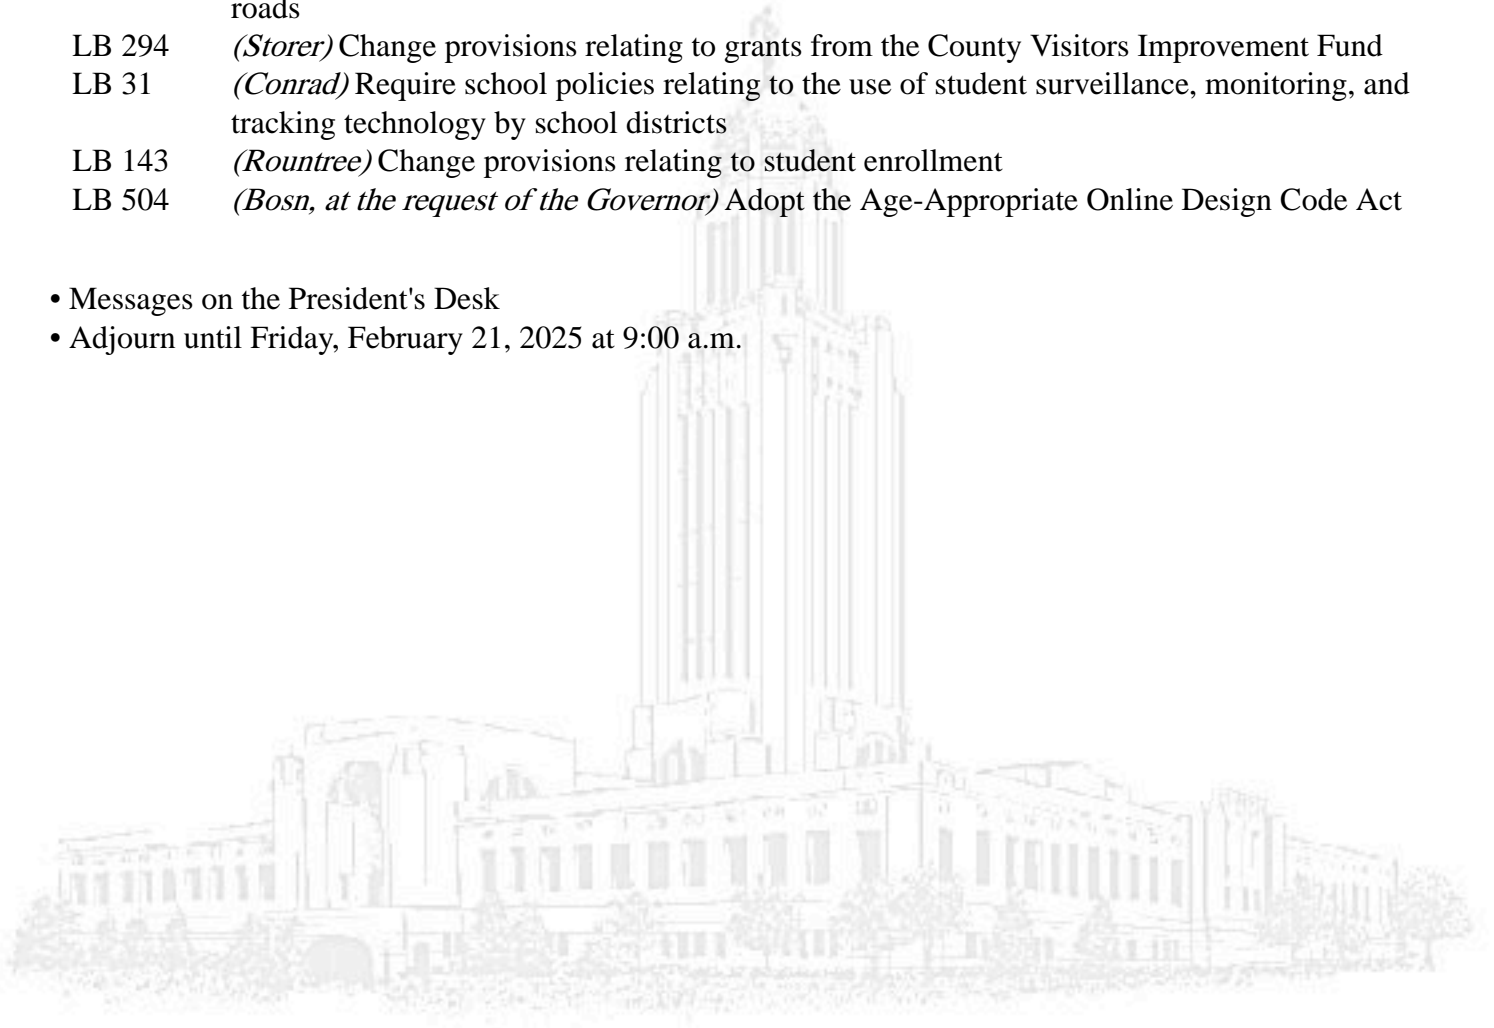 roads
LB 294 (Storer) Change provisions relating to grants from the County Visitors Improvement Fund
LB 31 (Conrad) Require school policies relating to the use of student surveillance, monitoring, and
tracking technology by school districts
LB 143 (Rountree) Change provisions relating to student enrollment
LB 504 (Bosn, at the request of the Governor) Adopt the Age-Appropriate Online Design Code Act
• Messages on the President's Desk
• Adjourn until Friday, February 21, 2025 at 9:00 a.m.